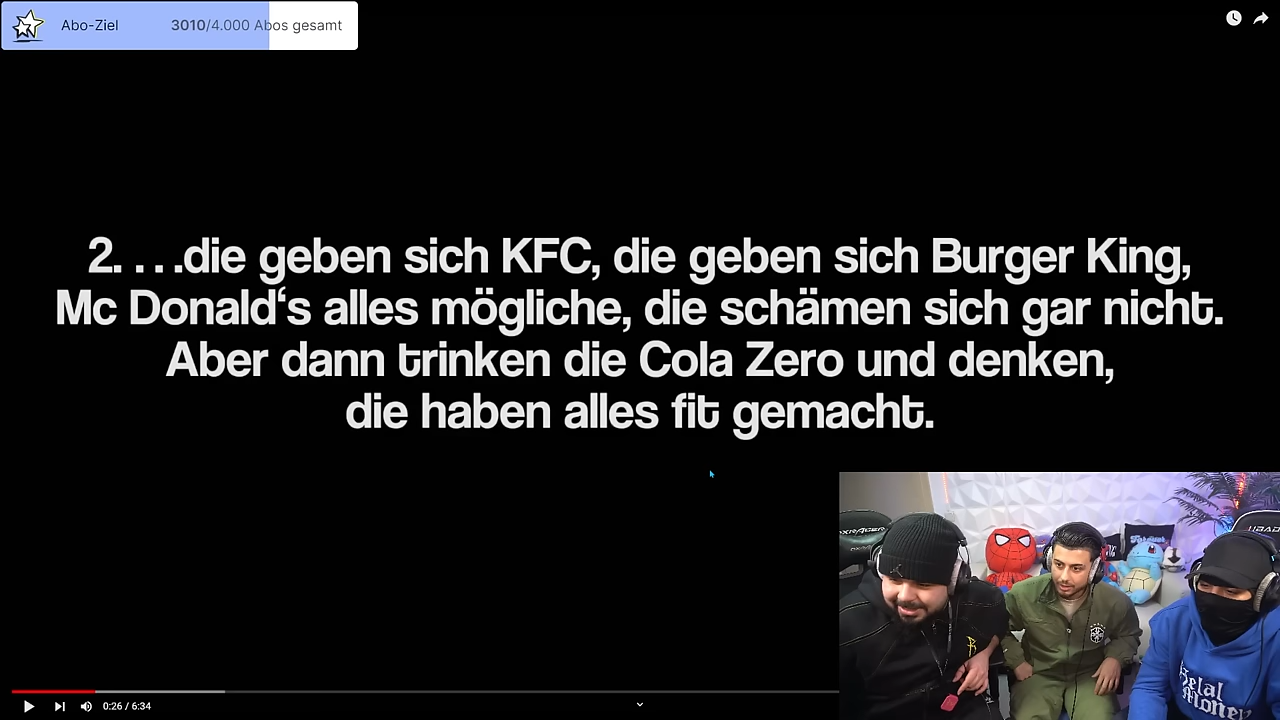 Abo-Ziel 3010/4.000 Abos gesamt
2. . . .die geben sich KFC, die geben sich Burger King,
Mc Donald‘s alles mögliche, die schämen sich gar nicht.
Aber dann trinken die Cola Zero und denken,
die haben alles fit gemacht.
0:26 / 6:34
Helal
Money